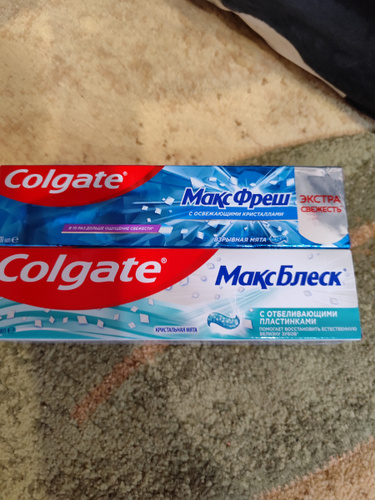 Colgate®
МаксФреш
С ОСВЕЖАЮЩИМИ КРИСТАЛЛАМИ
ЭКСТРА
СВЕЖЕСТЬ
ВЗРЫВНАЯ МЯТА
Colgate®
МаксБлеск
С ОТБЕЛИВАЮЩИМИ
ПЛАСТИНКАМИ
ПОМОГАЕТ ВОССТАНОВИТЬ ЕСТЕСТВЕННУЮ
БЕЛИЗНУ ЗУБОВ
КРИСТАЛЬНАЯ МЯТА